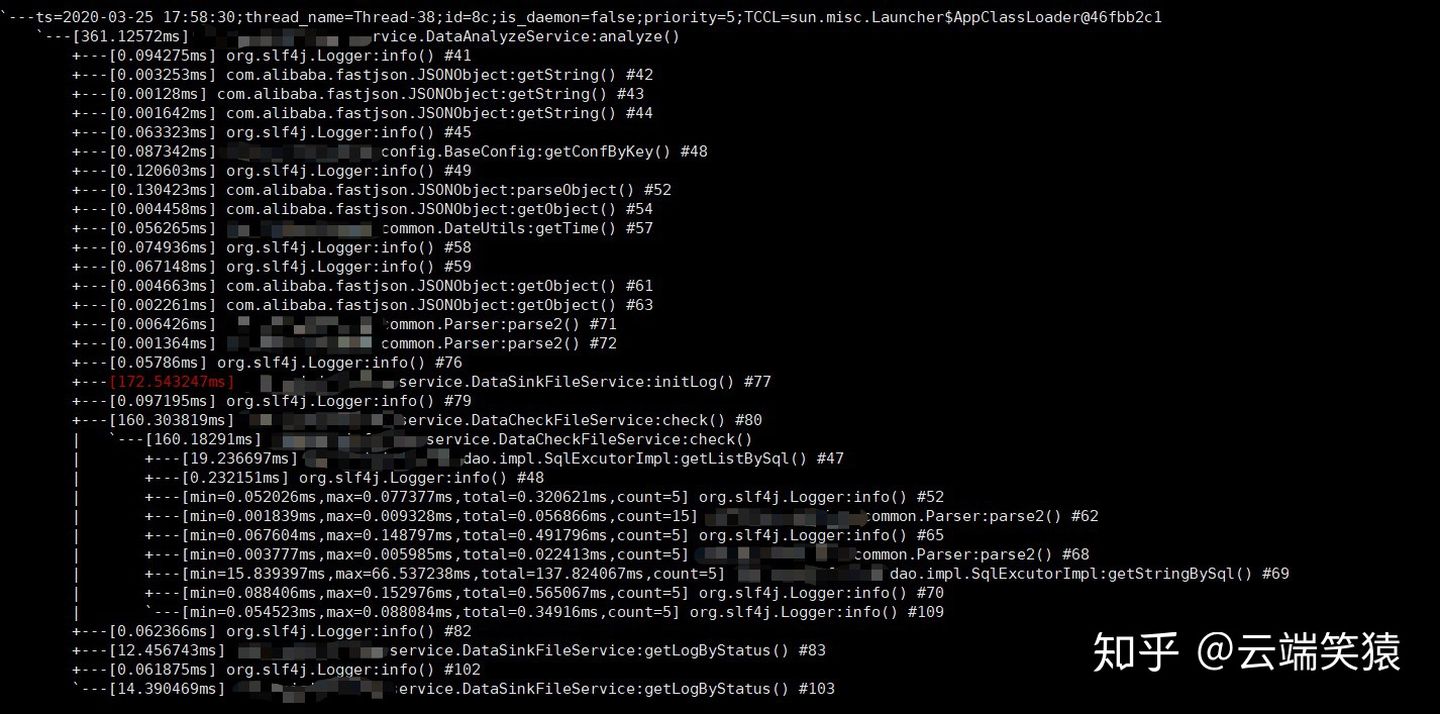 `---ts=2020-03-25 17:58:30;thread_name=Thread-38;id=8c;is_daemon=false;priority=5;TCCL=sun.misc.Launcher$AppClassLoader@46fbb2c1
`---[361.12572ms] rvice.DataAnalyzeService:analyze()
+---[0.094275ms] org.slf4j.Logger:info() #41
+---[0.003253ms] com.alibaba.fastjson.JSONObject:getString() #42
+---[0.00128ms] com.alibaba.fastjson.JSONObject:getString() #43
+---[0.001642ms] com.alibaba.fastjson.JSONObject:getString() #44
+---[0.063323ms] org.slf4j.Logger:info() #45
+---[0.087342ms] config.BaseConfig:getConfByKey() #48
+---[0.120603ms] org.slf4j.Logger:info() #49
+---[0.130423ms] com.alibaba.fastjson.JSONObject:parseObject() #52
+---[0.004458ms] com.alibaba.fastjson.JSONObject:getObject() #54
+---[0.056265ms] common.DateUtils:getTime() #57
+---[0.074936ms] org.slf4j.Logger:info() #58
+---[0.067148ms] org.slf4j.Logger:info() #59
+---[0.004663ms] com.alibaba.fastjson.JSONObject:getObject() #61
+---[0.002261ms] com.alibaba.fastjson.JSONObject:getObject() #63
+---[0.006426ms] common.Parser:parse2() #71
+---[0.001364ms] common.Parser:parse2() #72
+---[0.05786ms] org.slf4j.Logger:info() #76
+---[172.543247ms] service.DataSinkFileService:initLog() #77
+---[0.097195ms] org.slf4j.Logger:info() #79
+---[160.303819ms] service.DataCheckFileService:check() #80
| `---[160.18291ms] service.DataCheckFileService:check()
| +---[19.236697ms] dao.impl.SqlExcutorImpl:getListBySql() #47
| +---[0.232151ms] org.slf4j.Logger:info() #48
| +---[min=0.052026ms,max=0.077377ms,total=0.320621ms,count=5] org.slf4j.Logger:info() #52
| +---[min=0.001839ms,max=0.009328ms,total=0.056866ms,count=15] common.Parser:parse2() #62
| +---[min=0.067604ms,max=0.148797ms,total=0.491796ms,count=5] org.slf4j.Logger:info() #65
| +---[min=0.003777ms,max=0.005985ms,total=0.022413ms,count=5] common.Parser:parse2() #68
| +---[min=15.839397ms,max=66.537238ms,total=137.824067ms,count=5] dao.impl.SqlExcutorImpl:getStringBySql() #69
| +---[min=0.088406ms,max=0.152976ms,total=0.565067ms,count=5] org.slf4j.Logger:info() #70
| `---[min=0.054523ms,max=0.088084ms,total=0.34916ms,count=5] org.slf4j.Logger:info() #109
+---[0.062366ms] org.slf4j.Logger:info() #82
+---[12.456743ms] service.DataSinkFileService:getLogByStatus() #83
+---[0.061875ms] org.slf4j.Logger:info() #102
`---[14.390469ms] service.DataSinkFileService:getLogByStatus() #103
知乎 @云端笑猿